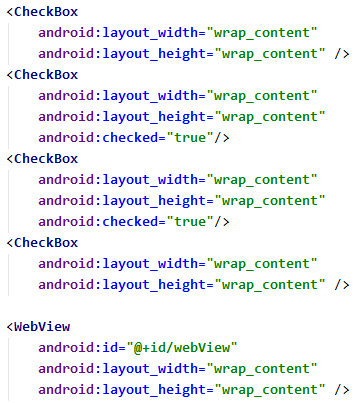 <CheckBox
    android:layout_width="wrap_content"
    android:layout_height="wrap_content" />
<CheckBox
    android:layout_width="wrap_content"
    android:layout_height="wrap_content"
    android:checked="true"/>
<CheckBox
    android:layout_width="wrap_content"
    android:layout_height="wrap_content"
    android:checked="true"/>
<CheckBox
    android:layout_width="wrap_content"
    android:layout_height="wrap_content" />

<WebView
    android:id="@+id/webView"
    android:layout_width="wrap_content"
    android:layout_height="wrap_content" />